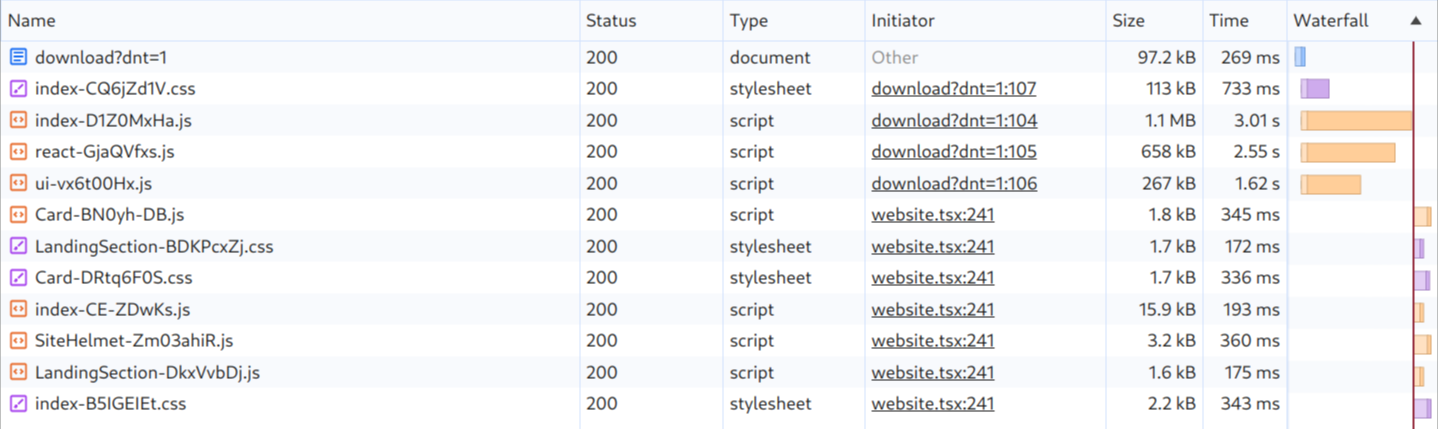 Name Status Type Initiator Size Time Waterfall ▲
download?dnt=1 200 document Other 97.2 kB 269 ms
index-CQ6jZd1V.css 200 stylesheet download?dnt=1:107 113 kB 733 ms
index-D1Z0MxHa.js 200 script download?dnt=1:104 1.1 MB 3.01 s
react-GjaQVfxs.js 200 script download?dnt=1:105 658 kB 2.55 s
ui-vx6t00Hx.js 200 script download?dnt=1:106 267 kB 1.62 s
Card-BN0yh-DB.js 200 script website.tsx:241 1.8 kB 345 ms
LandingSection-BDKPcxZj.css 200 stylesheet website.tsx:241 1.7 kB 172 ms
Card-DRtq6F0S.css 200 stylesheet website.tsx:241 1.7 kB 336 ms
index-CE-ZDwKs.js 200 script website.tsx:241 15.9 kB 193 ms
SiteHelmet-Zm03ahiR.js 200 script website.tsx:241 3.2 kB 360 ms
LandingSection-DkxVvbDj.js 200 script website.tsx:241 1.6 kB 175 ms
index-B5IGEIEt.css 200 stylesheet website.tsx:241 2.2 kB 343 ms